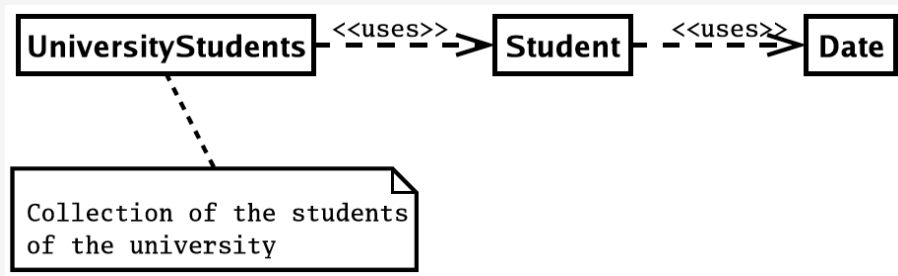 <<uses>>
<<uses>>
UniversityStudents
Student
Date
Collection of the students
of the university